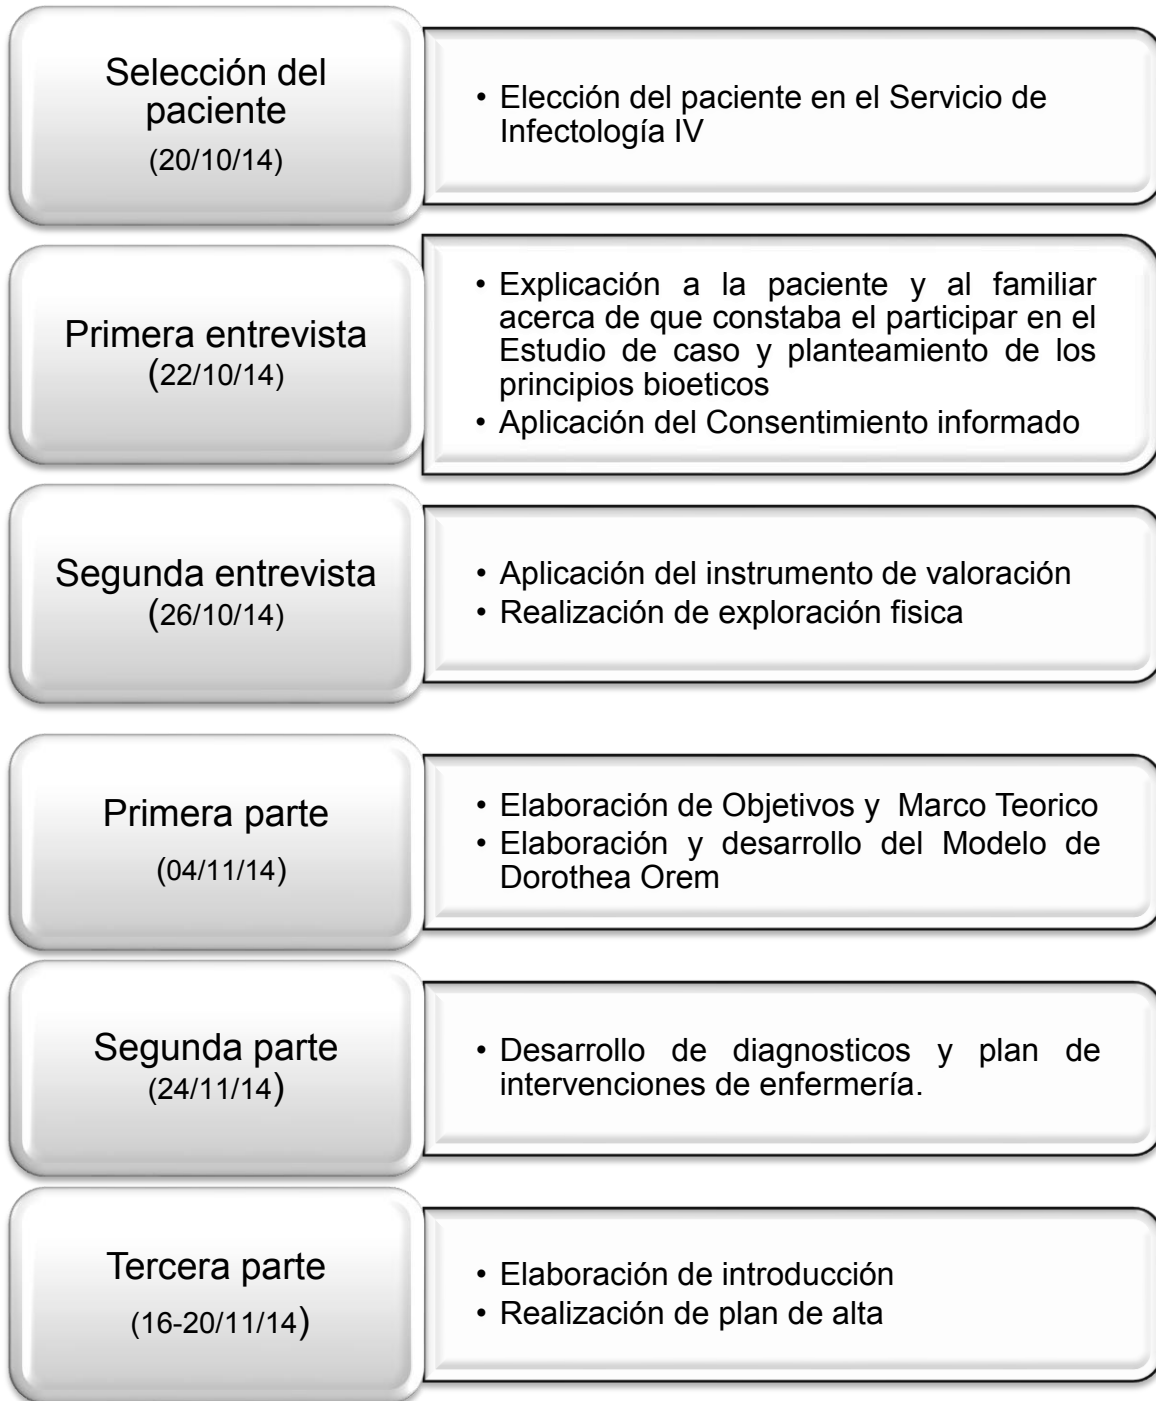 Selección del
paciente
(20/10/14)
• Elección del paciente en el Servicio de
Infectología IV
Primera entrevista
(22/10/14)
• Explicación a la paciente y al familiar
acerca de que constaba el participar en el
Estudio de caso y planteamiento de los
principios bioeticos
• Aplicación del Consentimiento informado
Segunda entrevista
(26/10/14)
• Aplicación del instrumento de valoración
• Realización de exploración fisica
Primera parte
(04/11/14)
• Elaboración de Objetivos y Marco Teorico
• Elaboración y desarrollo del Modelo de
Dorothea Orem
Segunda parte
(24/11/14)
• Desarrollo de diagnosticos y plan de
intervenciones de enfermería.
Tercera parte
(16-20/11/14)
• Elaboración de introducción
• Realización de plan de alta